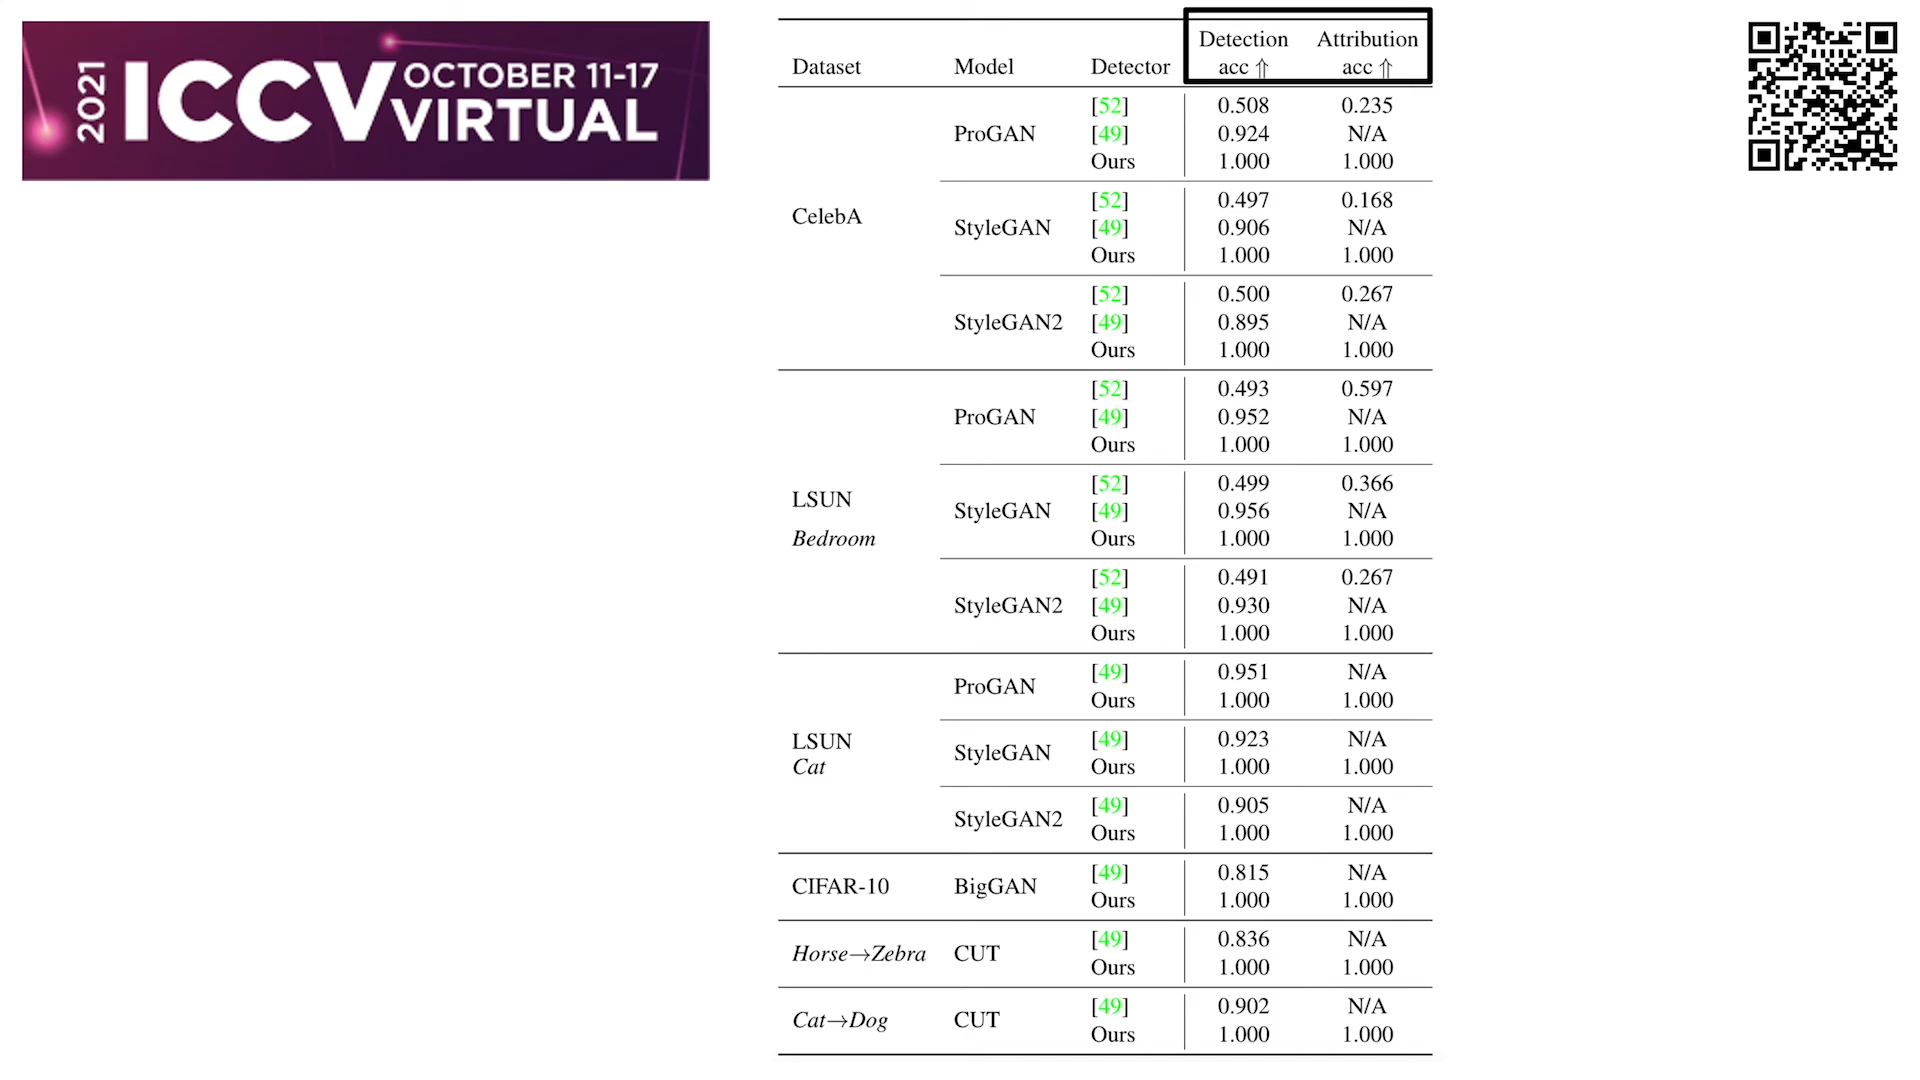 2021 ICCV OCTOBER 11-17 VIRTUAL
Dataset Model Detector Detection acc ⇑ Attribution acc ⇑
CelebA
ProGAN
[52] 0.508 0.235
[49] 0.924 N/A
Ours 1.000 1.000
StyleGAN
[52] 0.497 0.168
[49] 0.906 N/A
Ours 1.000 1.000
StyleGAN2
[52] 0.500 0.267
[49] 0.895 N/A
Ours 1.000 1.000
LSUN
Bedroom
ProGAN
[52] 0.493 0.597
[49] 0.952 N/A
Ours 1.000 1.000
StyleGAN
[52] 0.499 0.366
[49] 0.956 N/A
Ours 1.000 1.000
StyleGAN2
[52] 0.491 0.267
[49] 0.930 N/A
Ours 1.000 1.000
LSUN
Cat
ProGAN
[49] 0.951 N/A
Ours 1.000 1.000
StyleGAN
[49] 0.923 N/A
Ours 1.000 1.000
StyleGAN2
[49] 0.905 N/A
Ours 1.000 1.000
CIFAR-10
BigGAN
[49] 0.815 N/A
Ours 1.000 1.000
Horse→Zebra
CUT
[49] 0.836 N/A
Ours 1.000 1.000
Cat→Dog
CUT
[49] 0.902 N/A
Ours 1.000 1.000